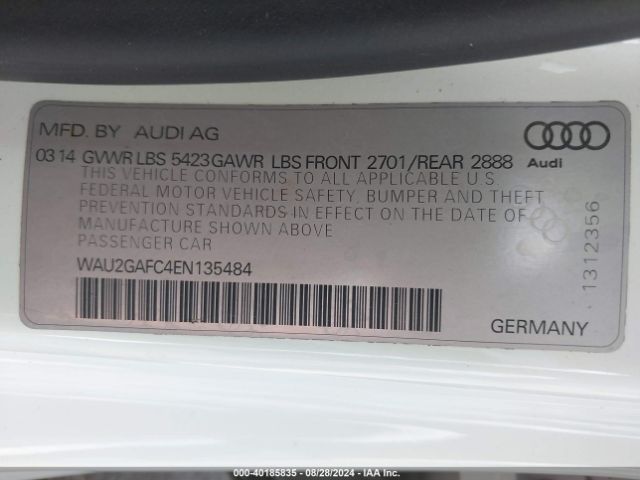 MFD. BY AUDI AG
0314 GVWR LBS 5423 GAWR LBS FRONT 2701/REAR 2888
Audi
THIS VEHICLE CONFORMS TO ALL APPLICABLE U.S.
FEDERAL MOTOR VEHICLE SAFETY, BUMPER AND THEFT
PREVENTION STANDARDS IN EFFECT ON THE DATE OF
MANUFACTURE SHOWN ABOVE
PASSENGER CAR
WAU2GAFC4EN135484
1312356
GERMANY
000-40185835 - 08/28/2024 - IAA Inc.